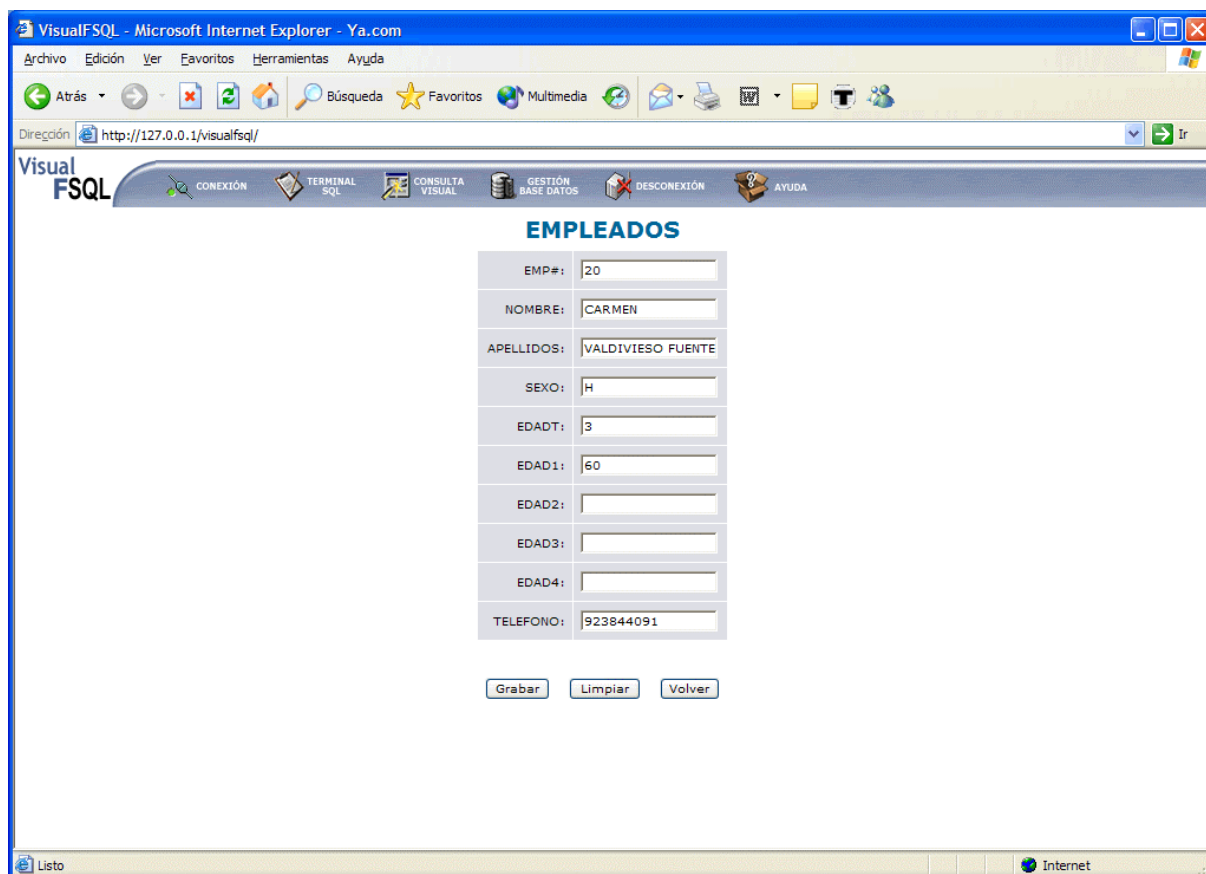 VisualFSQL - Microsoft Internet Explorer - Ya.com
Archivo Edición Ver Favoritos Herramientas Ayuda
Atrás Búsqueda Favoritos Multimedia
Dirección http://127.0.0.1/visualfsql/ Ir
Visual
FSQL
CONEXIÓN
TERMINAL
SQL
CONSULTA
VISUAL
GESTIÓN
BASE DATOS
DESCONEXIÓN
AYUDA
EMPLEADOS
EMP#: 20
NOMBRE: CARMEN
APELLIDOS: VALDIVIESO FUENTE
SEXO: H
EDADT: 3
EDAD1: 60
EDAD2:
EDAD3:
EDAD4:
TELEFONO: 923844091
Grabar Limpiar Volver
Listo Internet